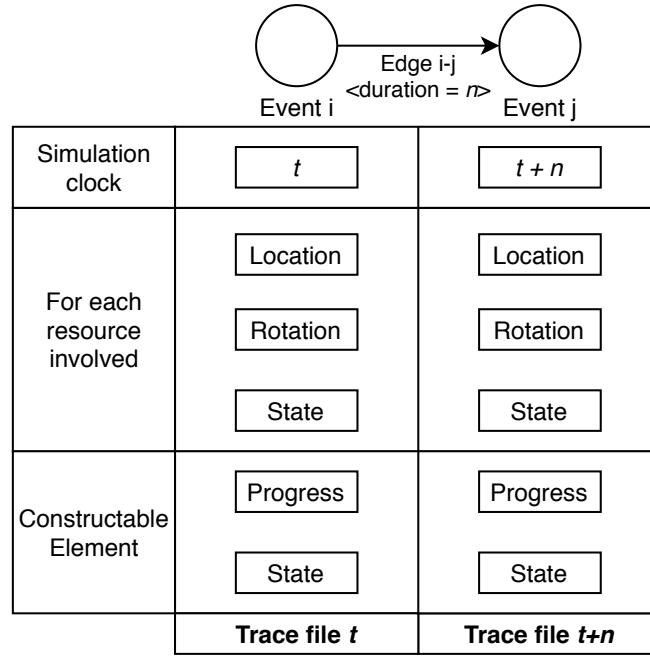 Edge i-j
<duration = n>
Event i
Event j
Simulation
clock
t
t + n
For each
resource
involved
Location
Location
Rotation
Rotation
State
State
Constructable
Element
Progress
Progress
State
State
Trace file t
Trace file t+n